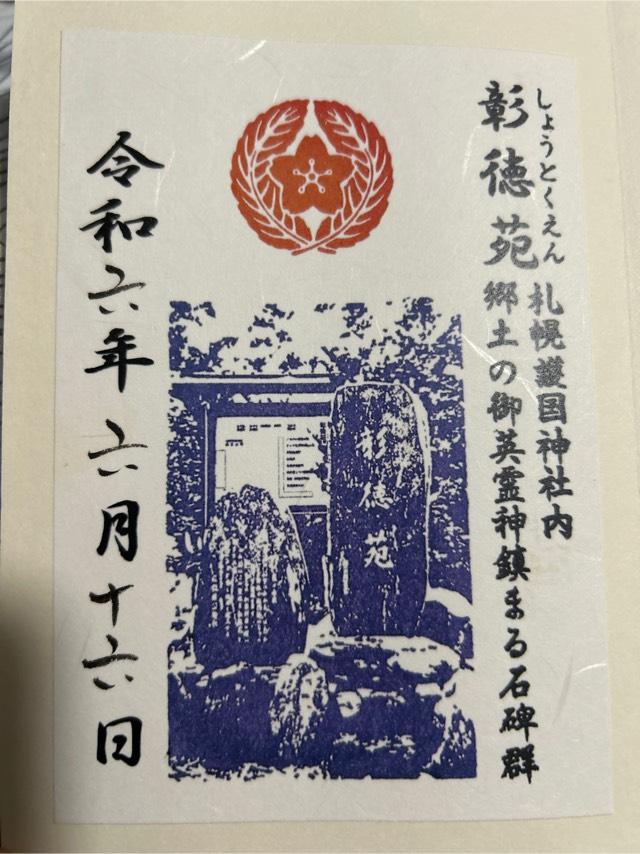 しょうとくえん
彰徳苑
札幌護国神社内
郷土の御英霊神鎮まる石碑群
彰徳苑
令和六年六月十六日